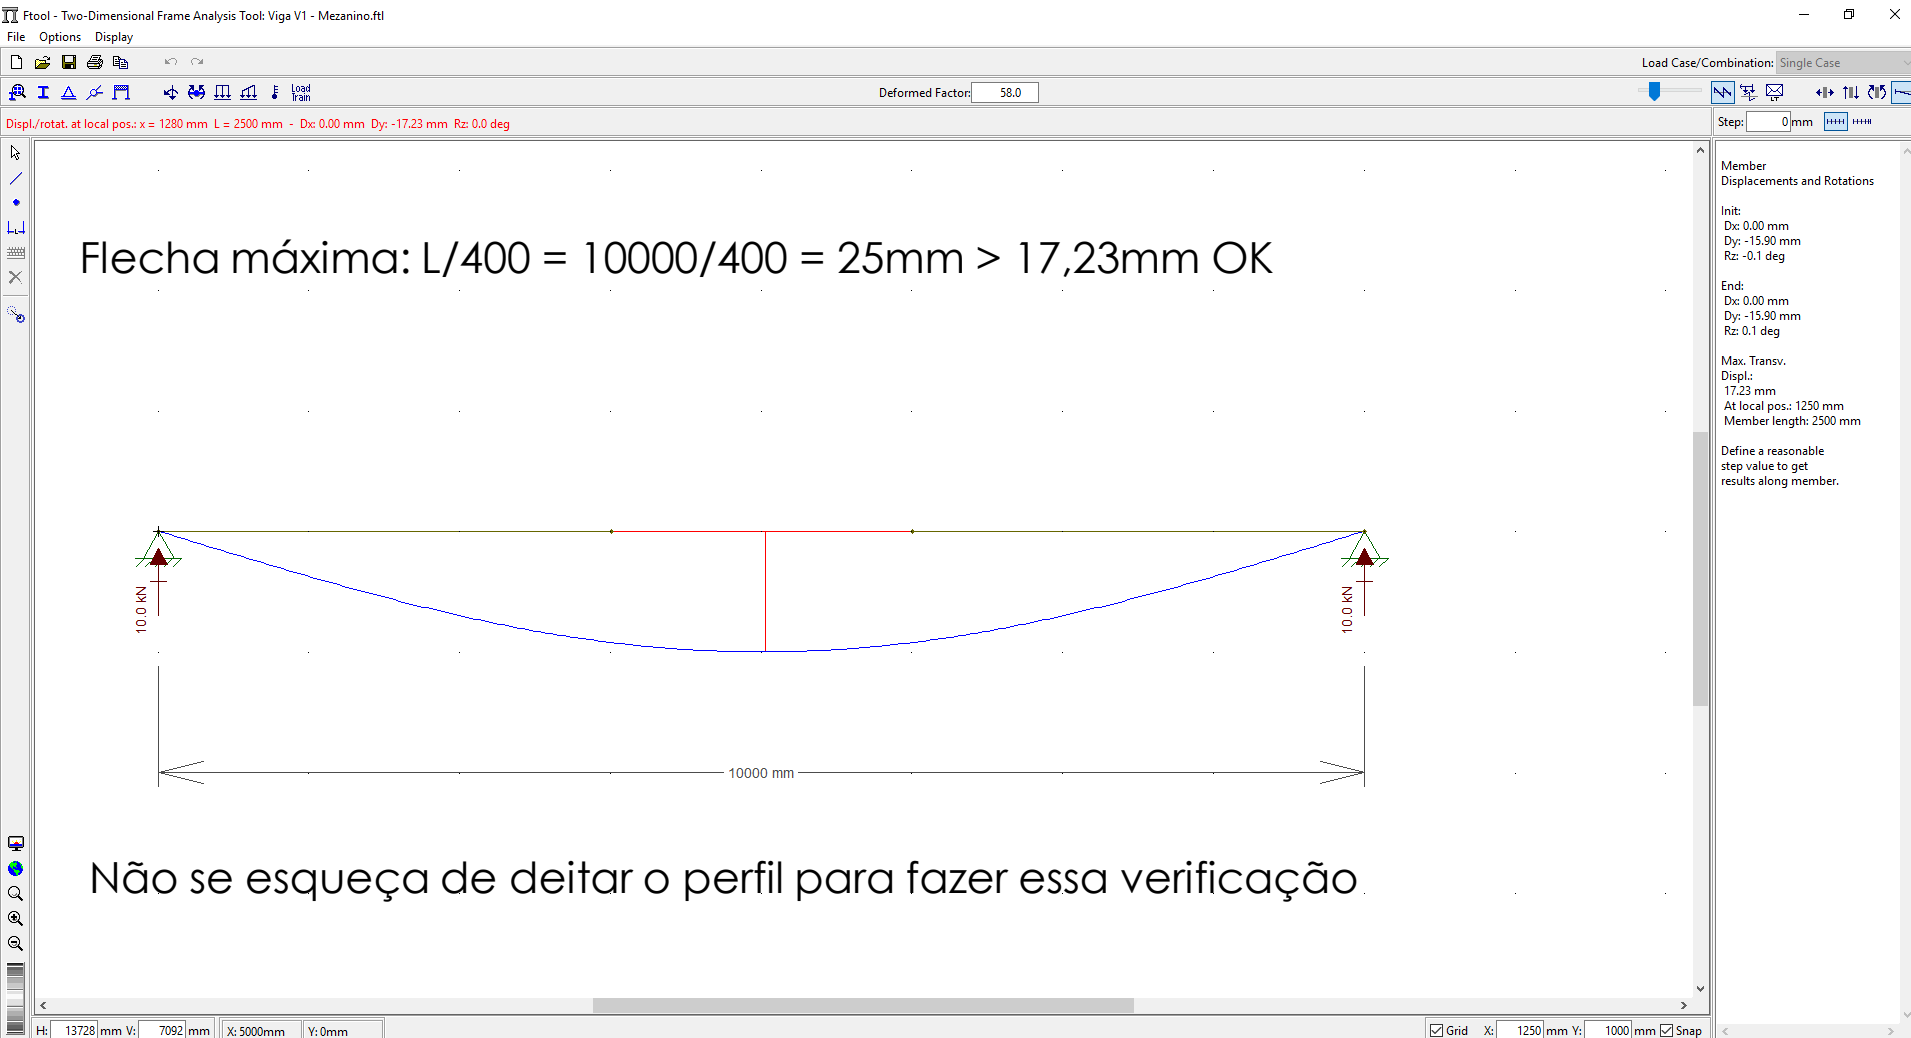 Ftool - Two-Dimensional Frame Analysis Tool: Viga V1 - Mezanino.ftl
File Options Display
Load Case/Combination: Single Case
Load
Train
Deformed Factor: 58.0
Displ./rotat. at local pos.: x = 1280 mm L = 2500 mm - Dx: 0.00 mm Dy: -17.23 mm Rz: 0.0 deg
Step: 0 mm
Flecha máxima: L/400 = 10000/400 = 25mm > 17,23mm OK
10.0 kN
10.0 kN
10000 mm
Não se esqueça de deitar o perfil para fazer essa verificação
Member
Displacements and Rotations
Init:
Dx: 0.00 mm
Dy: -15.90 mm
Rz: -0.1 deg
End:
Dx: 0.00 mm
Dy: -15.90 mm
Rz: 0.1 deg
Max. Transv.
Displ.:
17.23 mm
At local pos.: 1250 mm
Member length: 2500 mm
Define a reasonable
step value to get
results along member.
H: 13728 mm V: 7092 mm X: 5000mm Y: 0mm
Grid X: 1250 mm Y: 1000 mm Snap